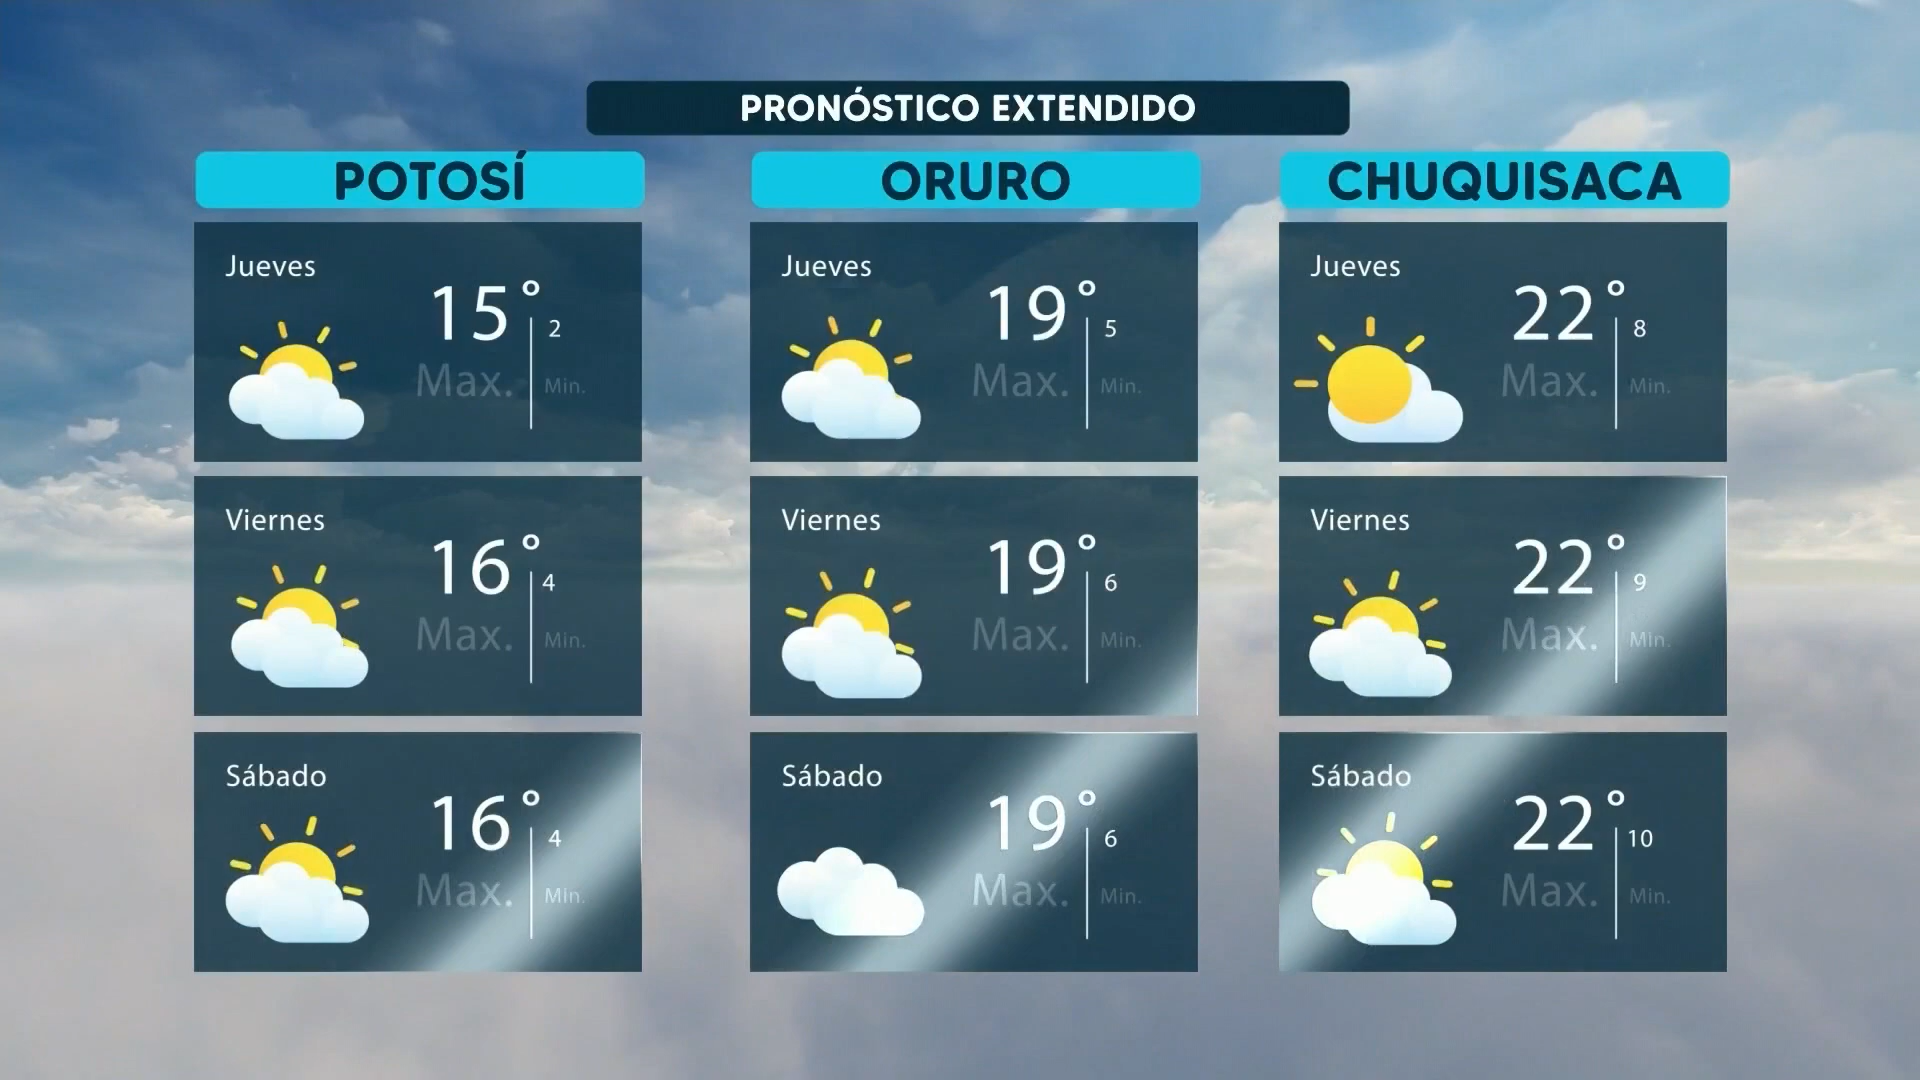 PRONÓSTICO EXTENDIDO
POTOSÍ
Jueves
15°
2
Max.
Min.
Viernes
16°
4
Max.
Min.
Sábado
16°
4
Max.
Min.
ORURO
Jueves
19°
5
Max.
Min.
Viernes
19°
6
Max.
Min.
Sábado
19°
6
Max.
Min.
CHUQUISACA
Jueves
22°
8
Max.
Min.
Viernes
22°
9
Max.
Min.
Sábado
22°
10
Max.
Min.